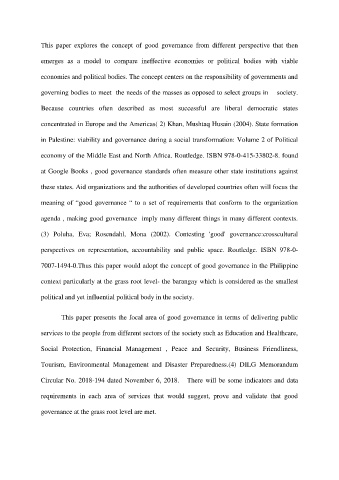 This paper explores the concept of good governance from different perspective that then
emerges as a model to compare ineffective economies or political bodies with viable
economies and political bodies. The concept centers on the responsibility of governments and
governing bodies to meet the needs of the masses as opposed to select groups in society.
Because countries often described as most successful are liberal democratic states
concentrated in Europe and the Americas( 2) Khan, Mushtaq Husain (2004). State formation
in Palestine: viability and governance during a social transformation: Volume 2 of Political
economy of the Middle East and North Africa. Routledge. ISBN 978-0-415-33802-8. found
at Google Books , good governance standards often measure other state institutions against
these states. Aid organizations and the authorities of developed countries often will focus the
meaning of "good governance " to a set of requirements that conform to the organization
agenda , making good governance imply many different things in many different contexts.
(3) Poluha, Eva; Rosendahl, Mona (2002). Contesting 'good' governance:crosscultural
perspectives on representation, accountability and public space. Routledge. ISBN 978-0-
7007-1494-0.Thus this paper would adopt the concept of good governance in the Philippine
context particularly at the grass root level- the barangay which is considered as the smallest
political and yet influential political body in the society.
This paper presents the focal area of good governance in terms of delivering public
services to the people from different sectors of the society such as Education and Healthcare,
Social Protection, Financial Management , Peace and Security, Business Friendliness,
Tourism, Environmental Management and Disaster Preparedness.(4) DILG Memorandum
Circular No. 2018-194 dated November 6, 2018. There will be some indicators and data
requirements in each area of services that would suggest, prove and validate that good
governance at the grass root level are met.